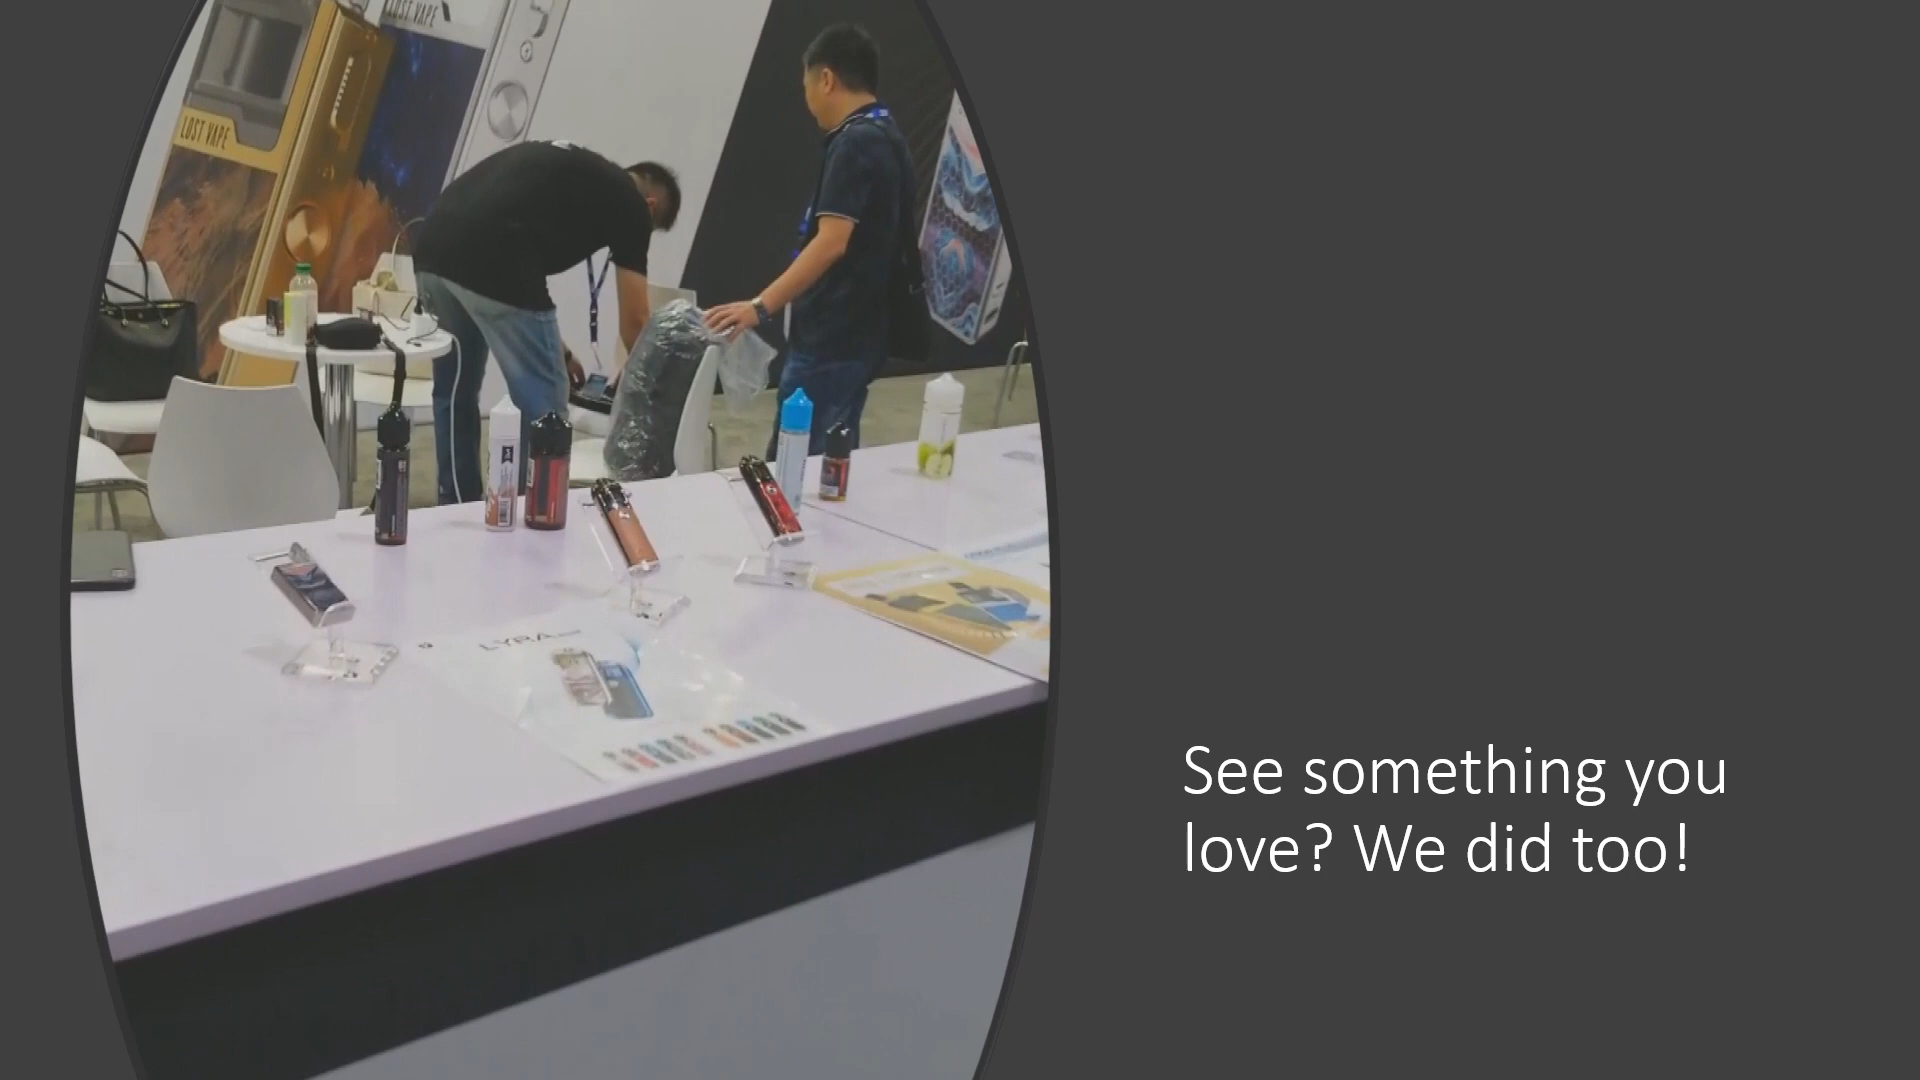 LOST VAPE
LOST VAPE
LYRA
See something you
love? We did too!